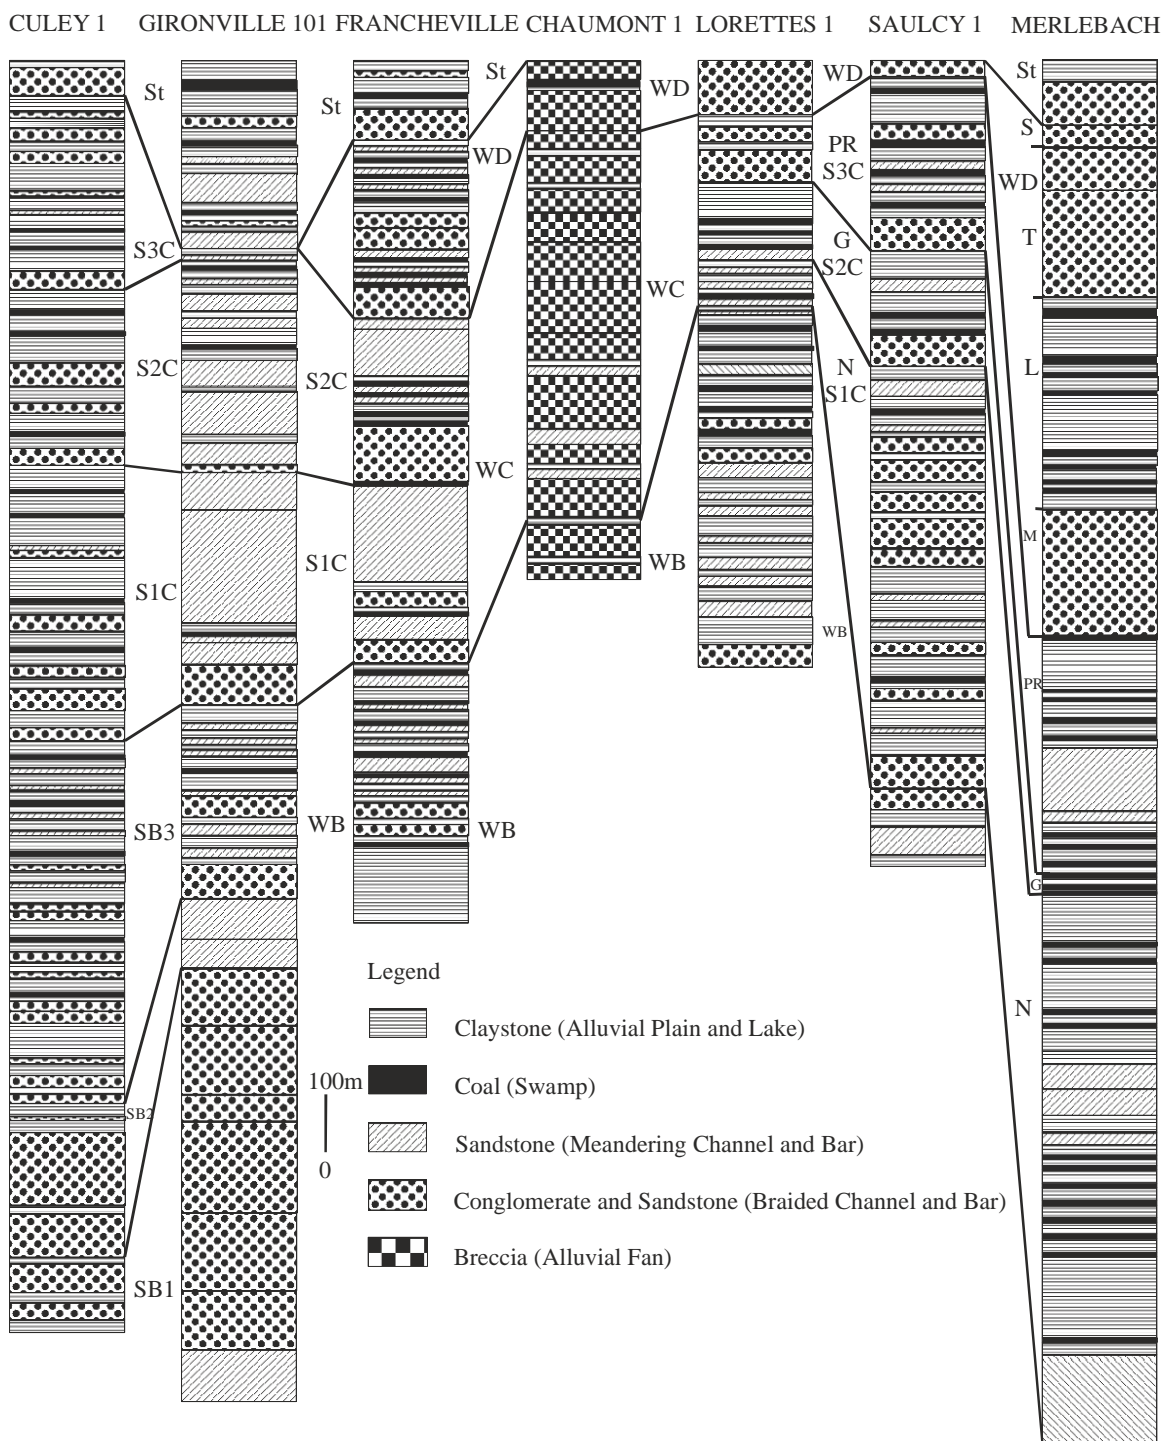 CULEY 1 GIRONVILLE 101 FRANCHEVILLE CHAUMONT 1 LORETTES 1 SAULCY 1 MERLEBACH
St St St WD WD St
S
WD PR WD
S3C T
S3C G
S2C WC
S2C S2C N L
S1C
WC
M
S1C S1C WB
WB PR
SB3 WB WB
G
N
SB2
SB1
Legend
Claystone (Alluvial Plain and Lake)
100m Coal (Swamp)
Sandstone (Meandering Channel and Bar)
0
Conglomerate and Sandstone (Braided Channel and Bar)
Breccia (Alluvial Fan)